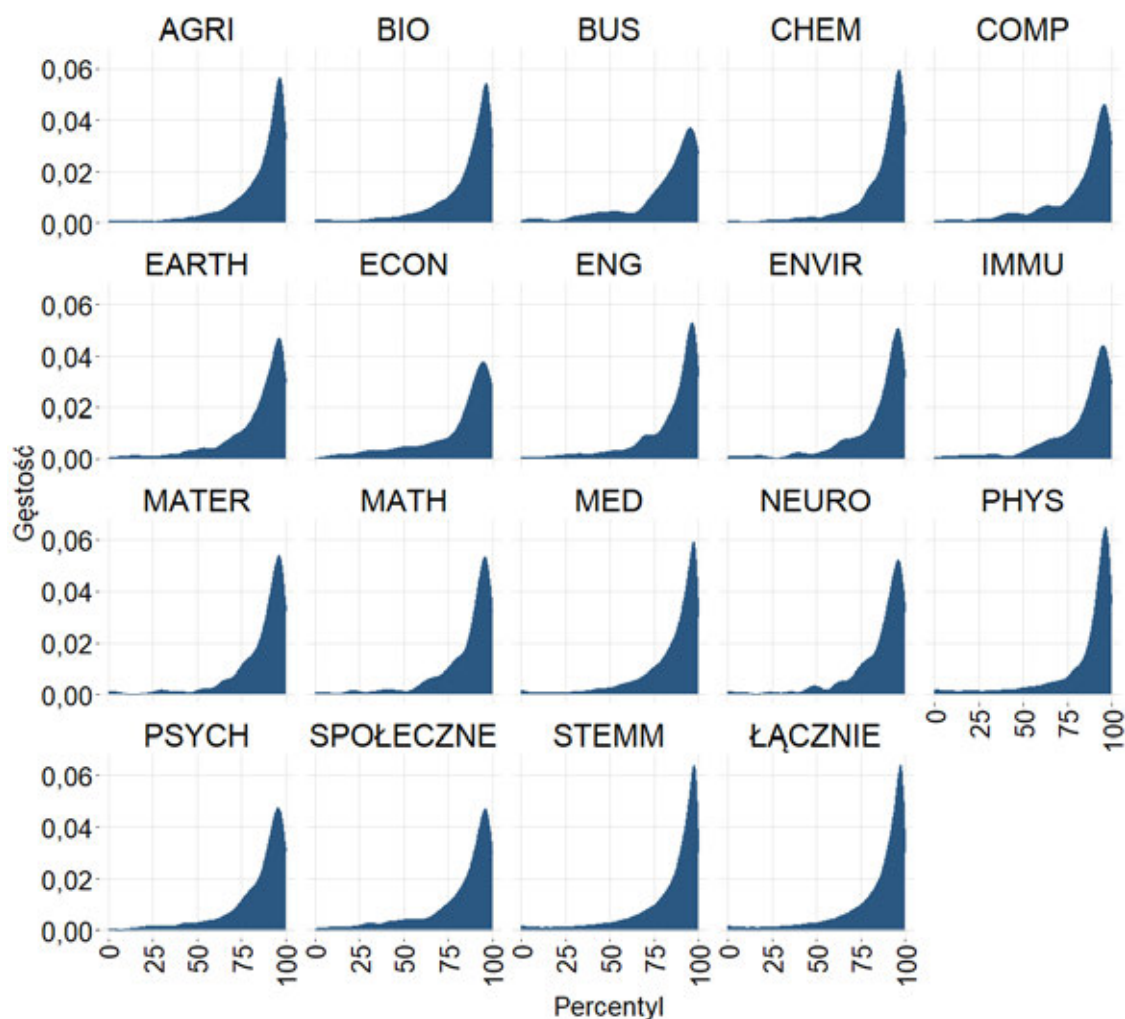 AGRI BIO BUS CHEM COMP
0,06
0,04
0,02
0,00
EARTH ECON ENG ENVIR IMMU
0,06
0,04
0,02
0,00
Gęstość
MATER MATH MED NEURO PHYS
0,06
0,04
0,02
0,00
0 25 50 75 100
PSYCH SPOŁECZNE STEMM ŁĄCZNIE
0,06
0,04
0,02
0,00
0 25 50 75 100 0 25 50 75 100 0 25 50 75 100 0 25 50 75 100
Percentyl